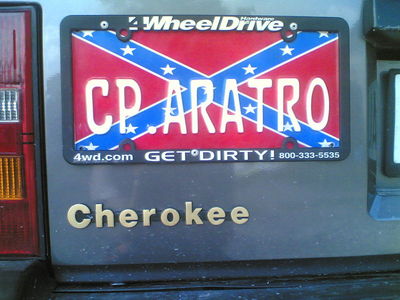 4WheelDrive
Hardware
CP.ARATRO
4wd.com GET DIRTY! 800-333-5535
Cherokee